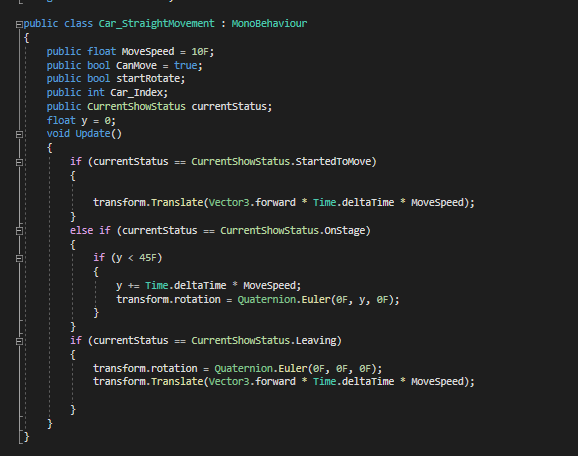 public class Car_StraightMovement : MonoBehaviour
{
    public float MoveSpeed = 10F;
    public bool CanMove = true;
    public bool startRotate;
    public int Car_Index;
    public CurrentShowStatus currentStatus;
    float y = 0;
    void Update()
    {
        if (currentStatus == CurrentShowStatus.StartedToMove)
        {
            transform.Translate(Vector3.forward * Time.deltaTime * MoveSpeed);
        }
        else if (currentStatus == CurrentShowStatus.OnStage)
        {
            if (y < 45F)
            {
                y += Time.deltaTime * MoveSpeed;
                transform.rotation = Quaternion.Euler(0F, y, 0F);
            }
        }
        if (currentStatus == CurrentShowStatus.Leaving)
        {
            transform.rotation = Quaternion.Euler(0F, 0F, 0F);
            transform.Translate(Vector3.forward * Time.deltaTime * MoveSpeed);
        }
    }
}